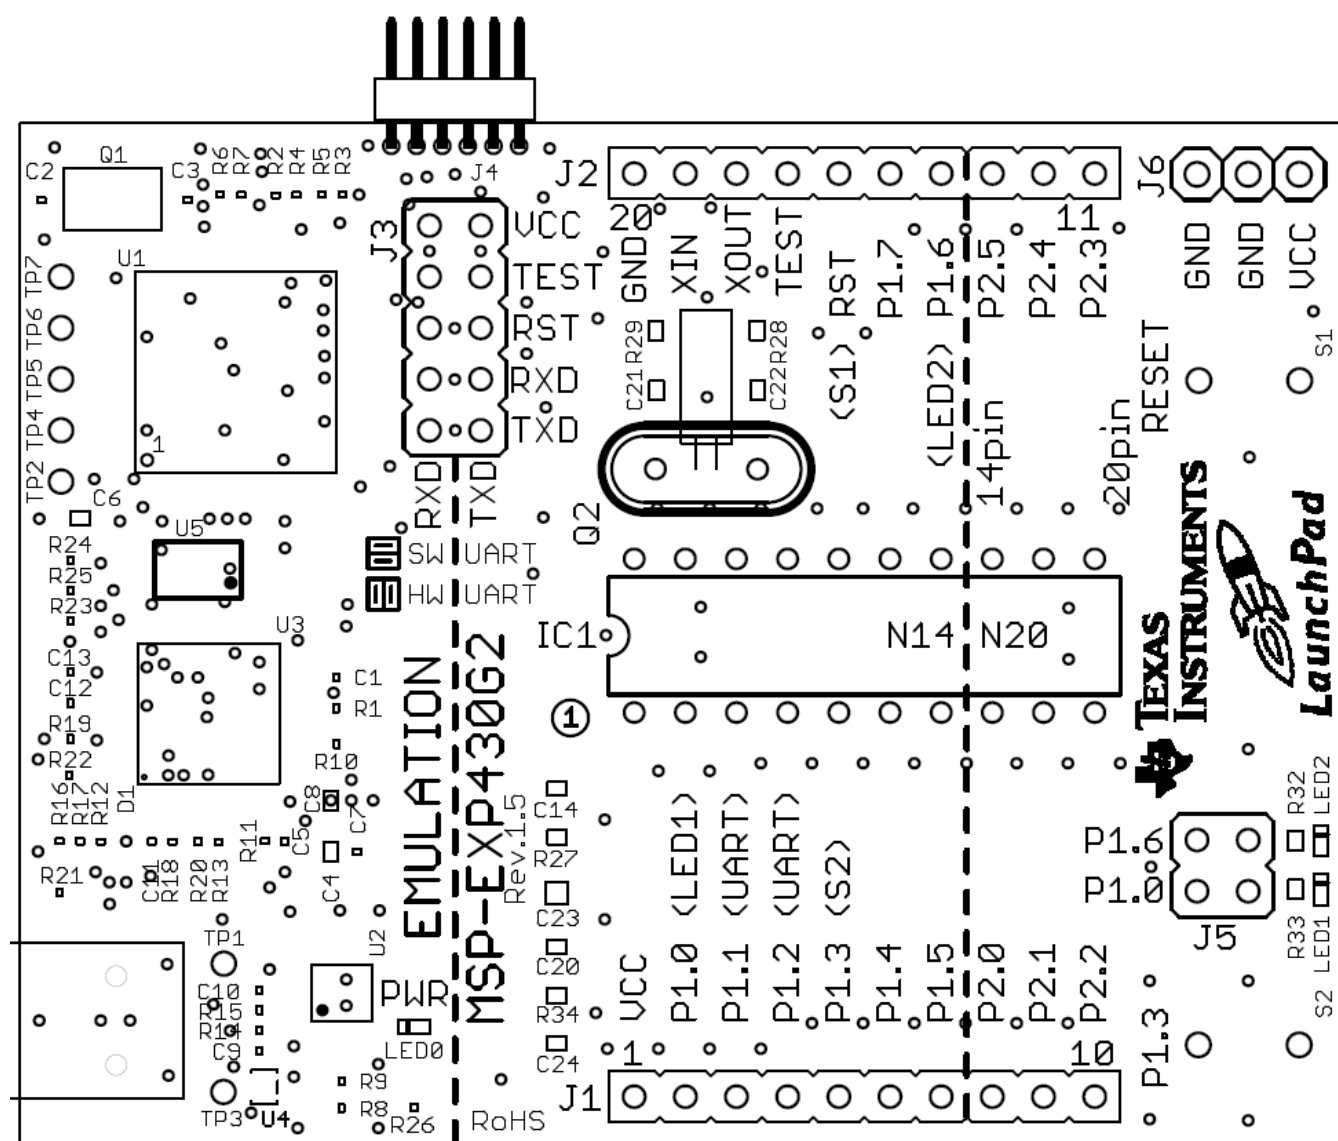 C2
Q1
C3
R6
R7
R2
R4
R5
R3
J4
J2
J6
J3
VCC
TEST
RST
RXD
TXD
20
11
GND
XIN
XOUT
TEST
(S1) RST
P1.7
(LED2) P1.6
P2.5
P2.4
P2.3
GND
GND
VCC
U1
1
TP7
TP6
TP5
TP4
TP2
R29
C21
R28
C22
RESET
S1
14pin
20pin
Q2
RXD
TXD
C6
U5
R24
R25
R23
SW UART
HW UART
IC1
N14
N20
TEXAS
INSTRUMENTS
LaunchPad
U3
C13
C12
R19
R22
C1
R1
R10
1
EMULATION
MSP-EXP430G2
Rev.1.5
R16
R17
R12
D1
C11
R18
R20
R13
R11
C5
C8
C7
C4
R21
C14
R27
C23
C20
R34
C24
VCC
P1.0 (LED1)
P1.1 (UART)
P1.2 (UART)
P1.3 (S2)
P1.4
P1.5
P2.0
P2.1
P2.2
P1.6
P1.0
J5
R32
LED2
R33
LED1
S2
P1.3
TP1
U2
PWR
LED0
C10
R15
R14
C9
TP3
U4
R9
R8
R26
RoHS
1
10
J1